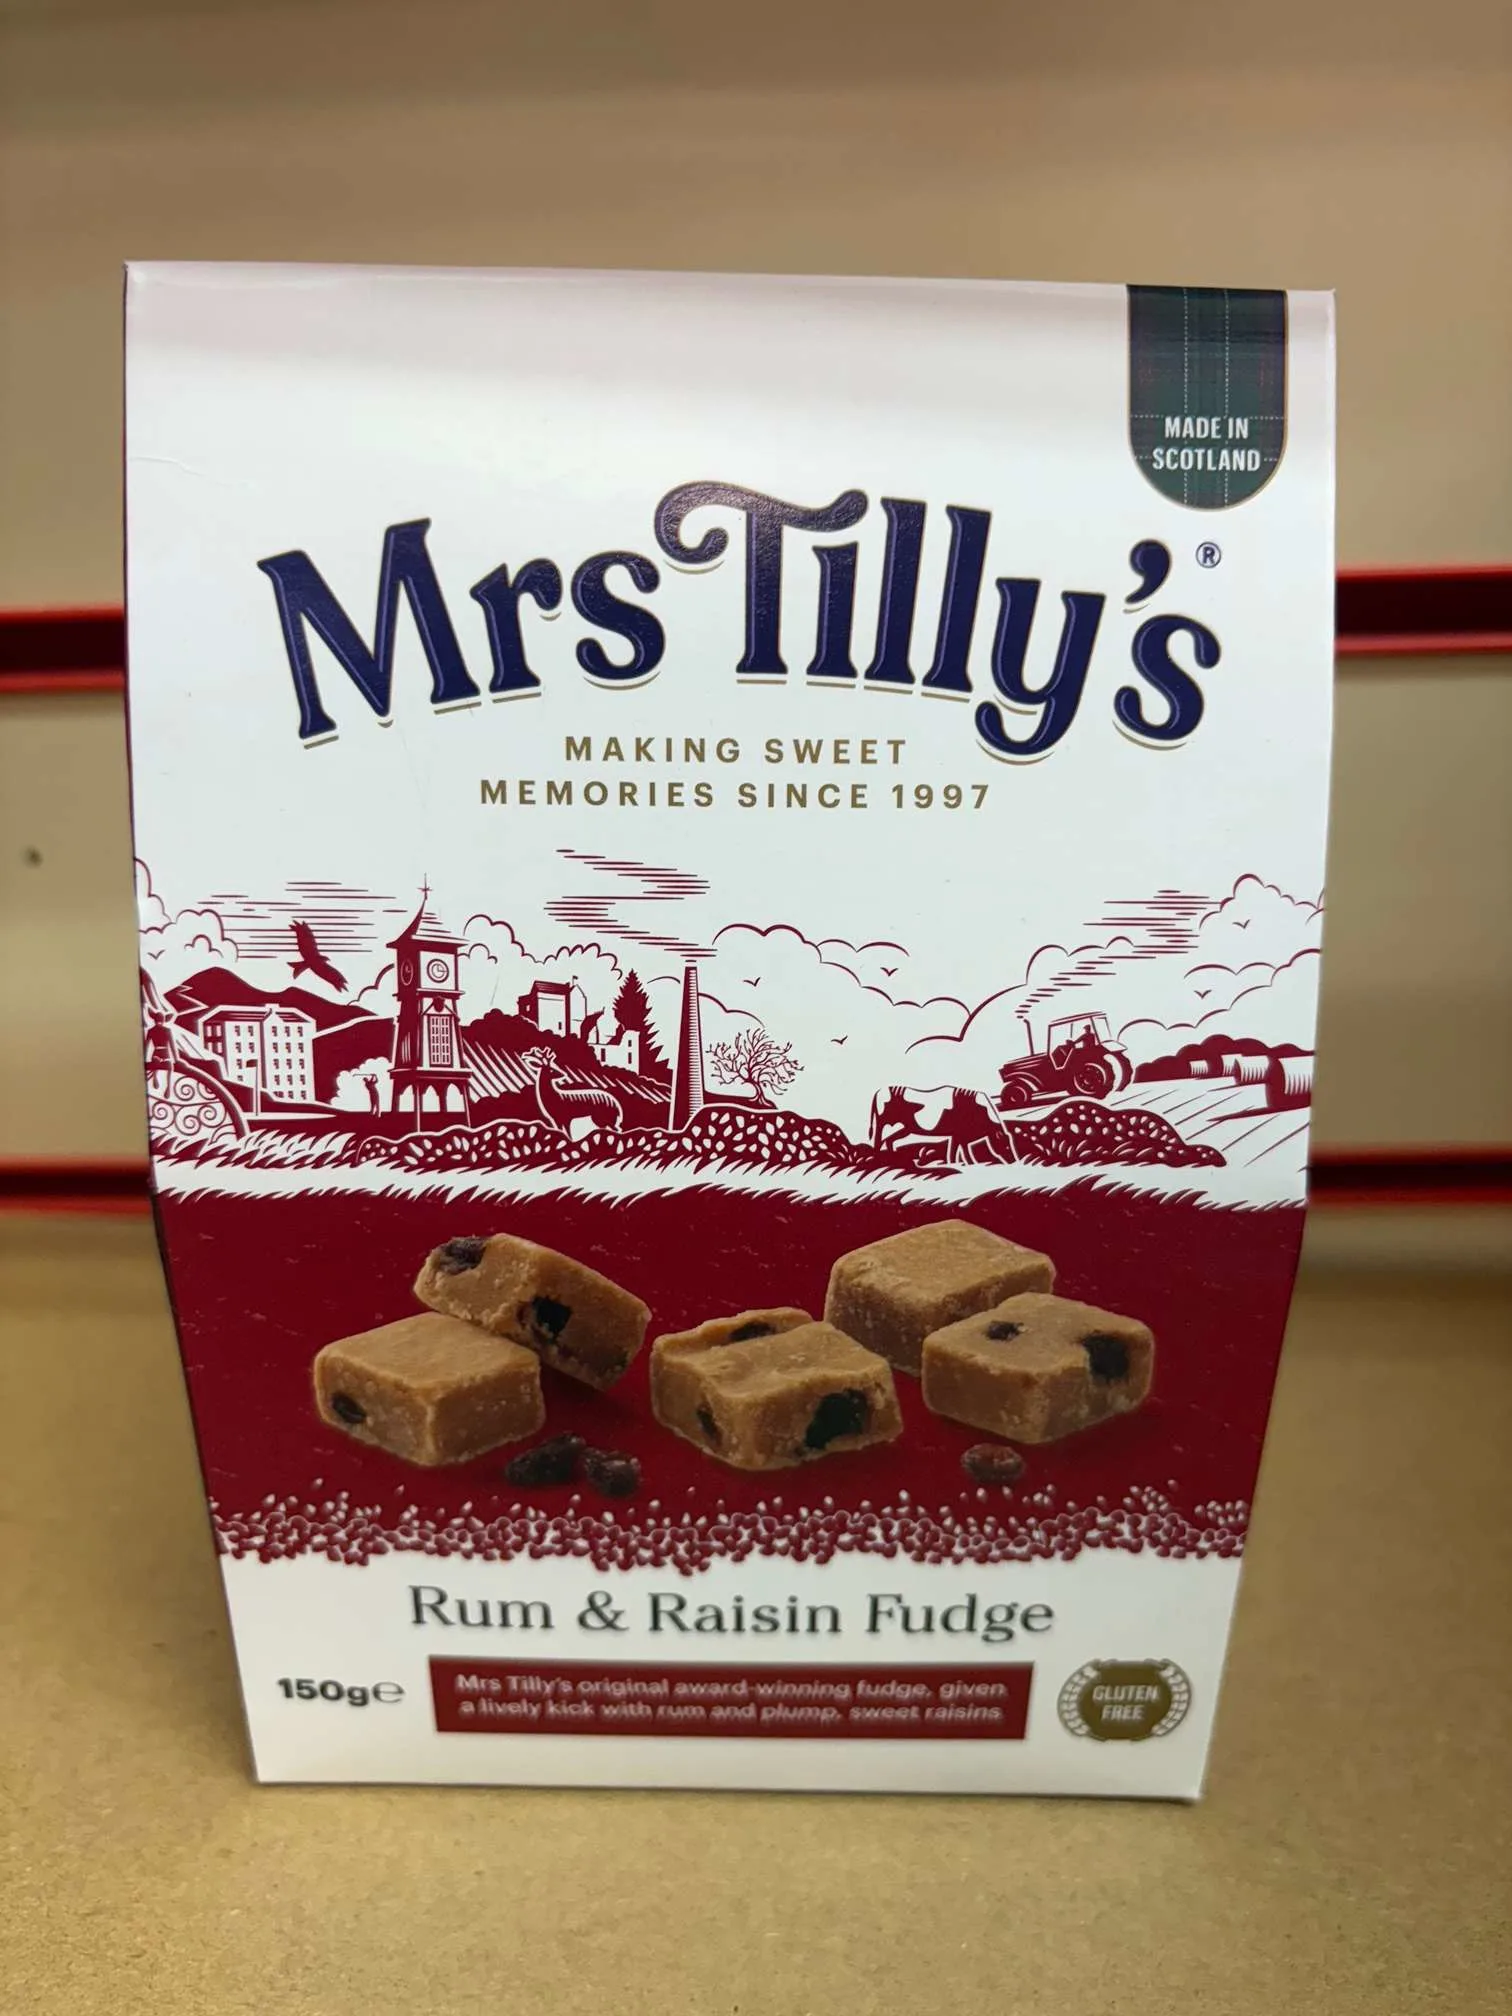 MADE IN
SCOTLAND
Mrs Tilly's®
MAKING SWEET
MEMORIES SINCE 1997
Rum & Raisin Fudge
150g℮
Mrs Tilly's original award-winning fudge, given
a lively kick with rum and plump, sweet raisins
GLUTEN
FREE